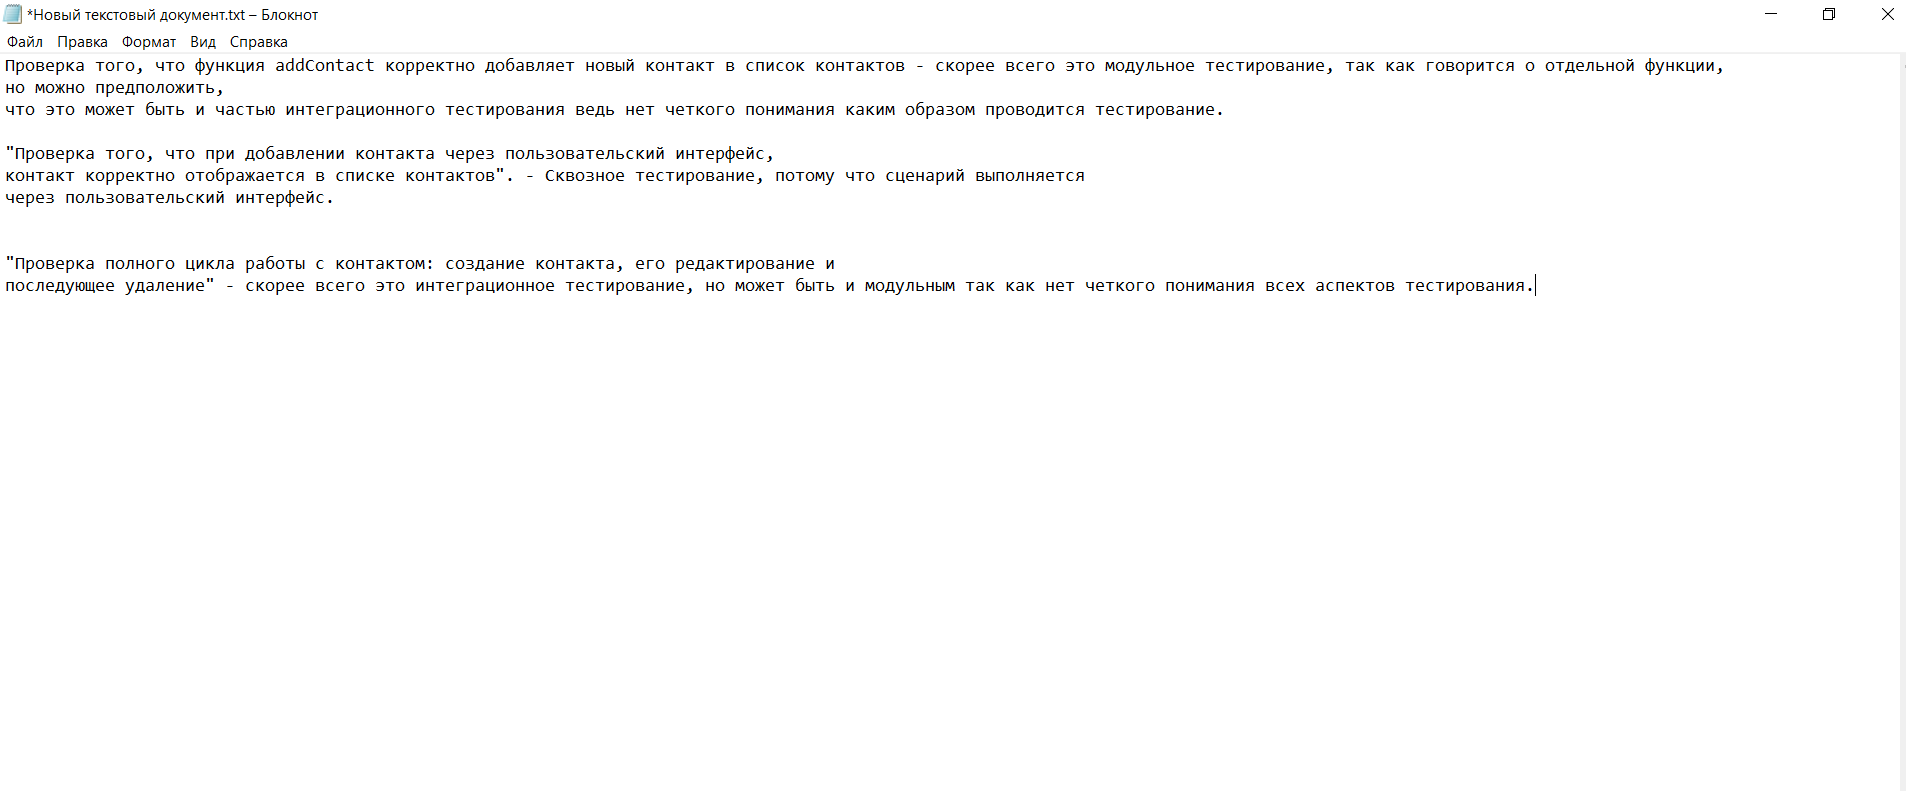 *Новый текстовый документ.txt – Блокнот
Файл Правка Формат Вид Справка
Проверка того, что функция addContact корректно добавляет новый контакт в список контактов - скорее всего это модульное тестирование, так как говорится о отдельной функции,
но можно предположить,
что это может быть и частью интеграционного тестирования ведь нет четкого понимания каким образом проводится тестирование.
"Проверка того, что при добавлении контакта через пользовательский интерфейс,
контакт корректно отображается в списке контактов". - Сквозное тестирование, потому что сценарий выполняется
через пользовательский интерфейс.
"Проверка полного цикла работы с контактом: создание контакта, его редактирование и
последующее удаление" - скорее всего это интеграционное тестирование, но может быть и модульным так как нет четкого понимания всех аспектов тестирования.